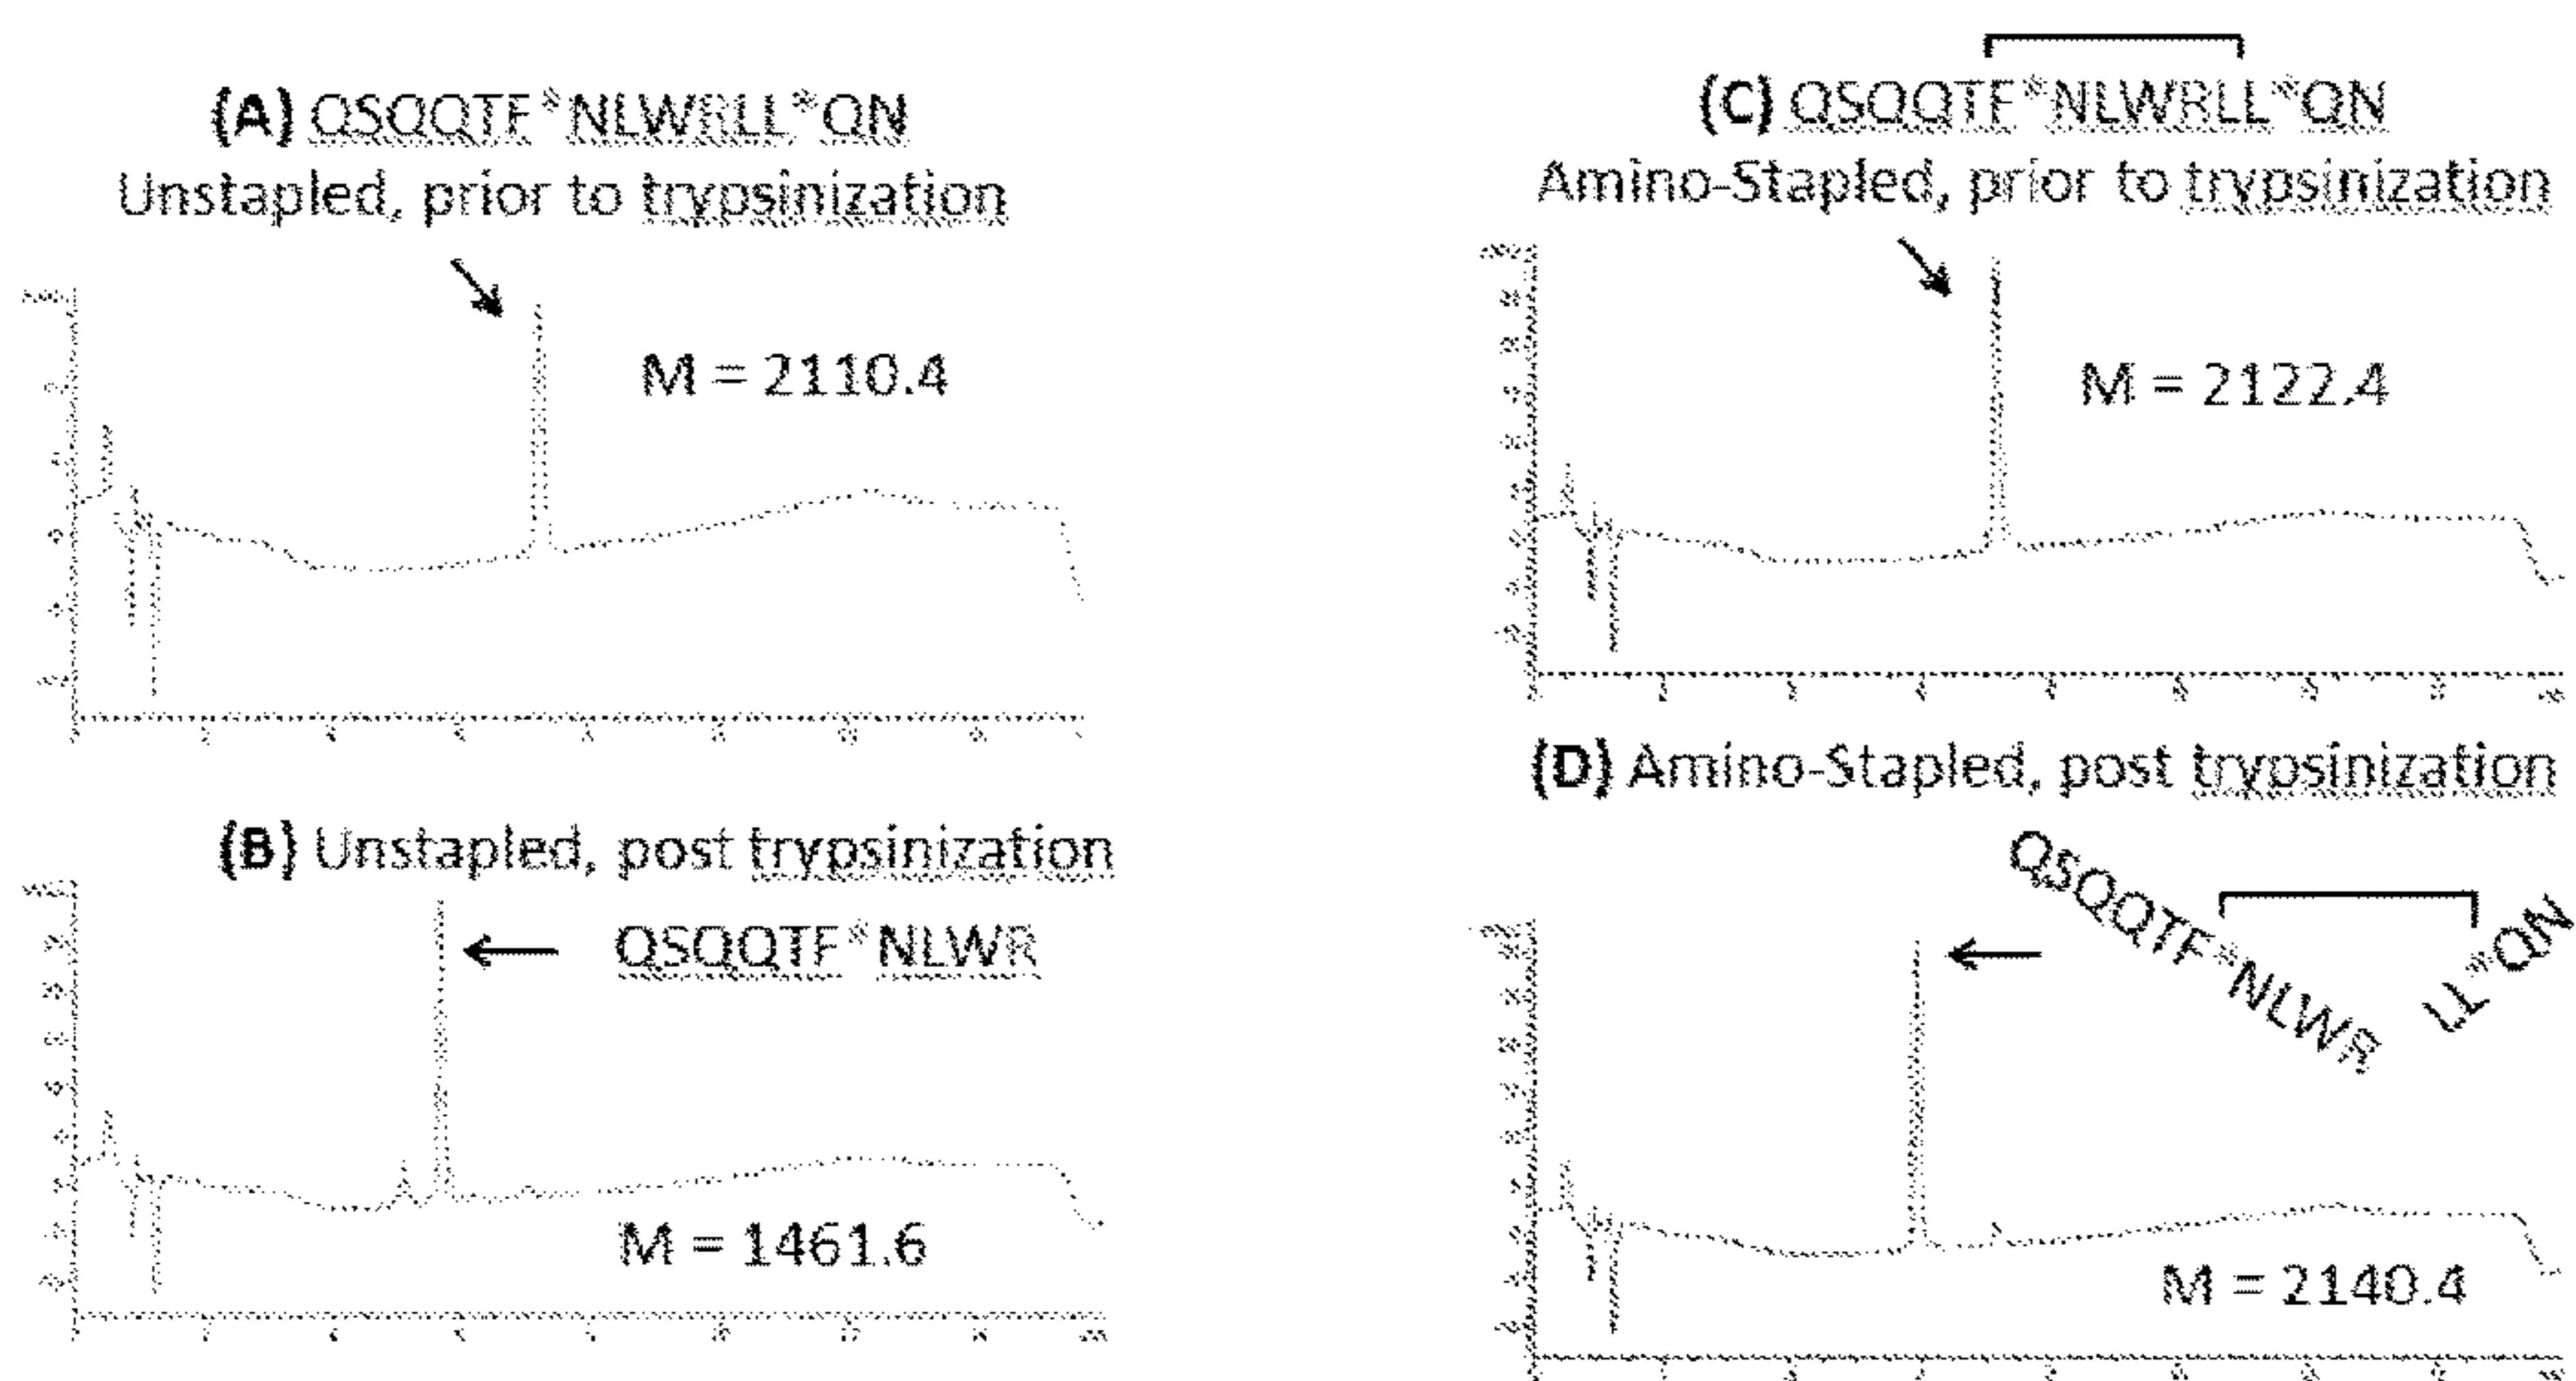 (A) QSQQTF*NLWRLL*QN
Unstapled, prior to trypsinization
M = 2110.4
(B) Unstapled, post trypsinization
QSQQTF*NLWR
M = 1461.6
(C) QSQQTF*NLWRLL*QN
Amino-Stapled, prior to trypsinization
M = 2122.4
(D) Amino-Stapled, post trypsinization
QSQQTF*NLWR
LL*QN
M = 2140.4